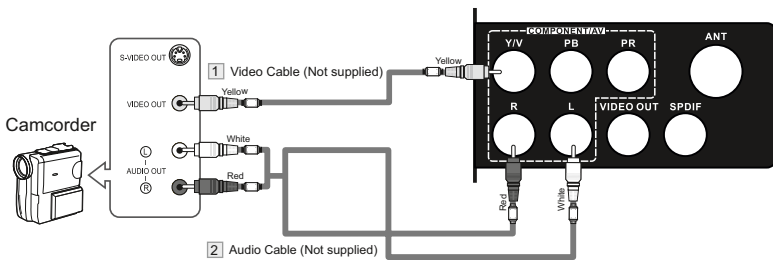 COMPONENT/AV
Y/V PB PR ANT
S-VIDEO OUT
1 Video Cable (Not supplied)
Yellow
Yellow
VIDEO OUT
R L VIDEO OUT SPDIF
Camcorder
White
L
AUDIO OUT
R
Red
Red
White
2 Audio Cable (Not supplied)